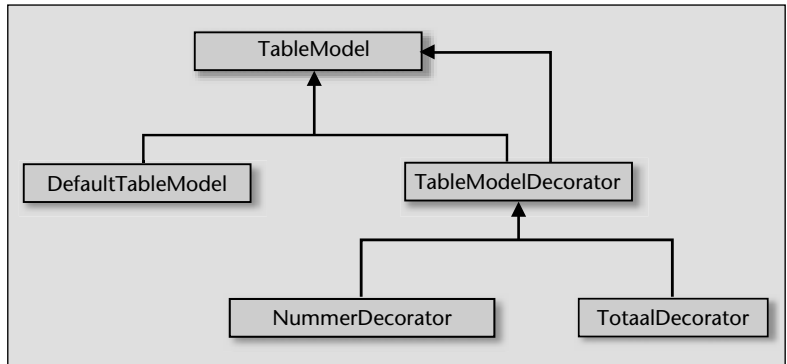 TableModel
DefaultTableModel
TableModelDecorator
NummerDecorator
TotaalDecorator